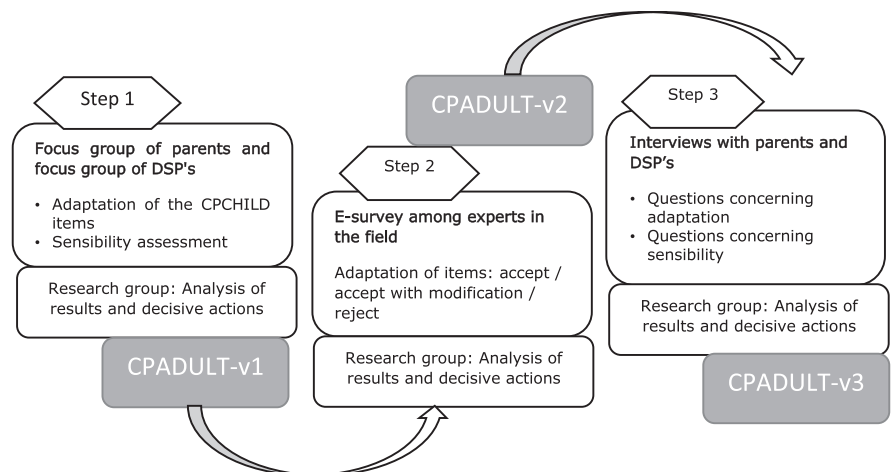 Step 1
Focus group of parents and
focus group of DSP's
• Adaptation of the CPCHILD
items
• Sensibility assessment
Research group: Analysis of
results and decisive actions
CPADULT-v1
CPADULT-v2
Step 2
E-survey among experts in
the field
Adaptation of items: accept /
accept with modification /
reject
Research group: Analysis of
results and decisive actions
Step 3
Interviews with parents and
DSP’s
• Questions concerning
adaptation
• Questions concerning
sensibility
Research group: Analysis of
results and decisive actions
CPADULT-v3